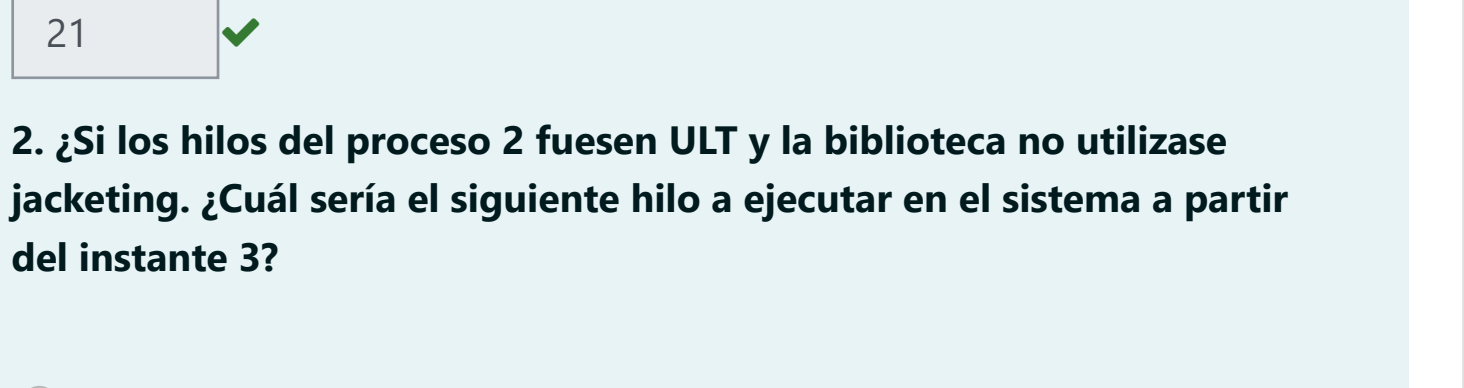 21
2. ¿Si los hilos del proceso 2 fuesen ULT y la biblioteca no utilizase
jacketing. ¿Cuál sería el siguiente hilo a ejecutar en el sistema a partir
del instante 3?